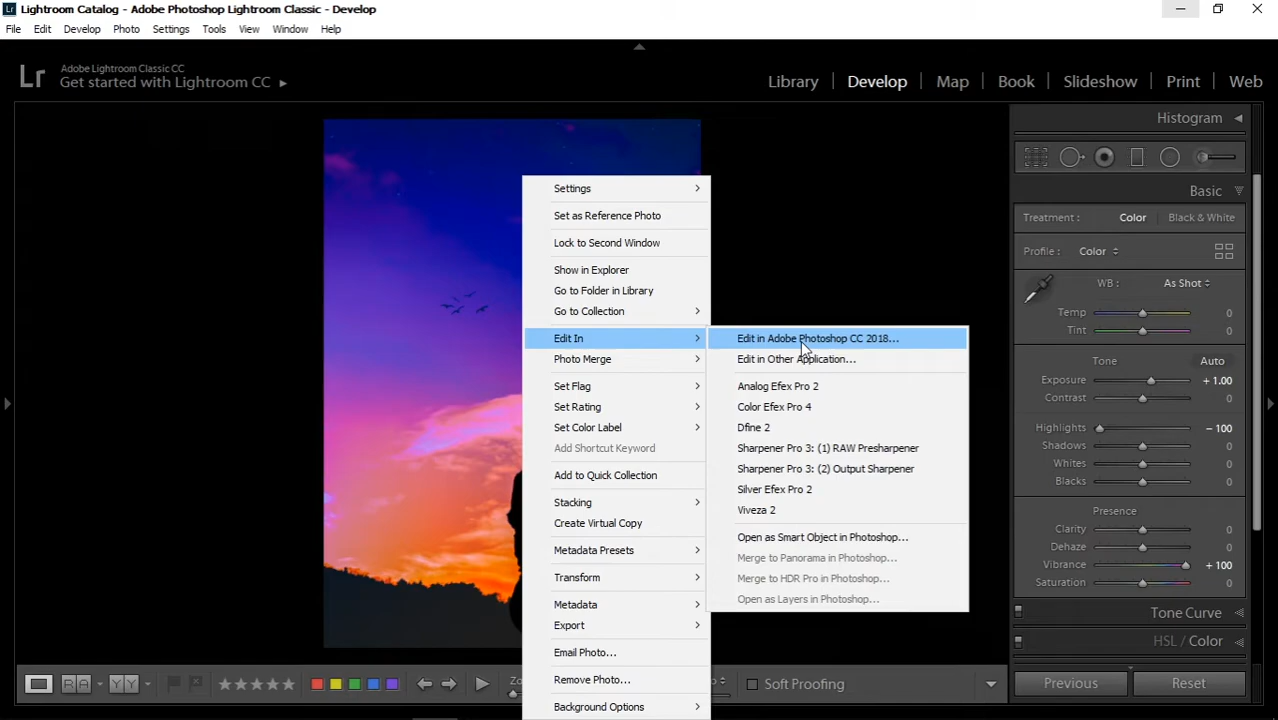 Lightroom Catalog - Adobe Photoshop Lightroom Classic - Develop
File Edit Develop Photo Settings Tools View Window Help
Lr
Adobe Lightroom Classic CC
Get started with Lightroom CC
Library Develop Map Book Slideshow Print Web
Histogram
Basic
Treatment : Color Black & White
Profile : Color
WB : As Shot
Temp 0
Tint 0
Tone Auto
Exposure + 1.00
Contrast 0
Highlights − 100
Shadows 0
Whites 0
Blacks 0
Presence
Clarity 0
Dehaze 0
Vibrance + 100
Saturation 0
Tone Curve
HSL / Color
Previous Reset
Settings
Set as Reference Photo
Lock to Second Window
Show in Explorer
Go to Folder in Library
Go to Collection
Edit In
Photo Merge
Set Flag
Set Rating
Set Color Label
Add Shortcut Keyword
Add to Quick Collection
Stacking
Create Virtual Copy
Metadata Presets
Transform
Metadata
Export
Email Photo...
Remove Photo...
Background Options
Edit in Adobe Photoshop CC 2018...
Edit in Other Application...
Analog Efex Pro 2
Color Efex Pro 4
Dfine 2
Sharpener Pro 3: (1) RAW Presharpener
Sharpener Pro 3: (2) Output Sharpener
Silver Efex Pro 2
Viveza 2
Open as Smart Object in Photoshop...
Merge to Panorama in Photoshop...
Merge to HDR Pro in Photoshop...
Open as Layers in Photoshop...
RA YY Soft Proofing